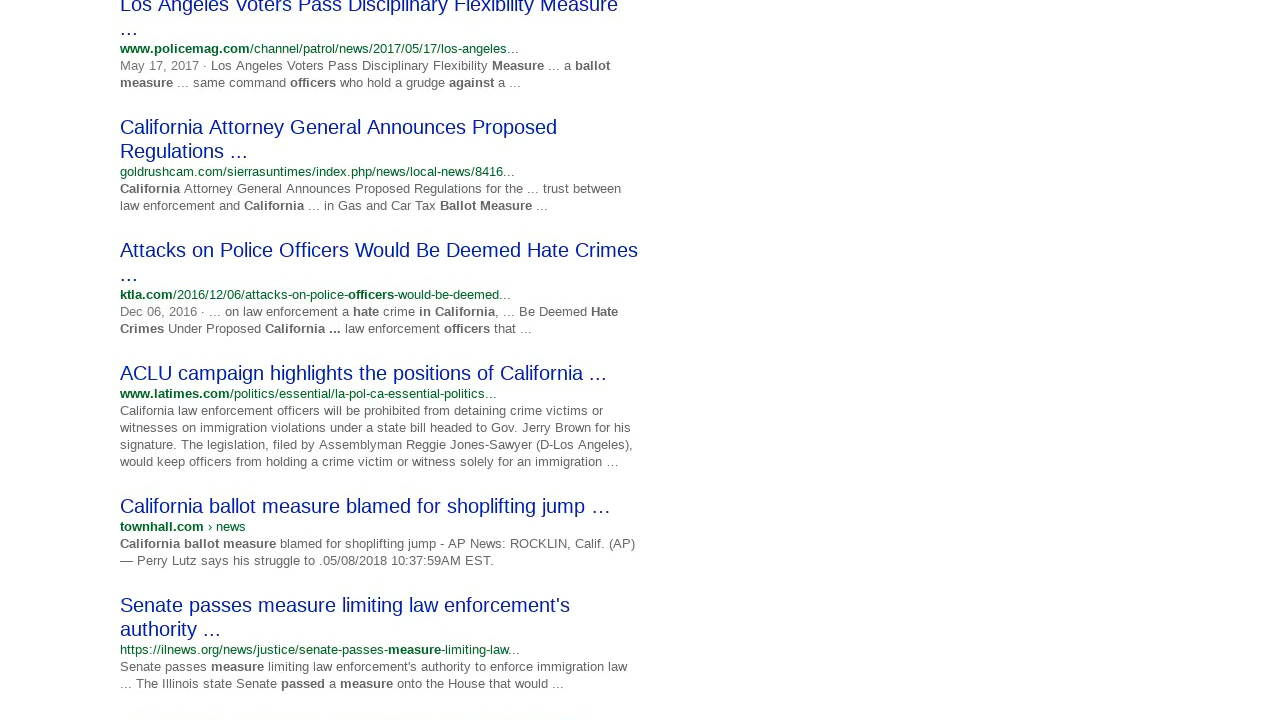 Los Angeles Voters Pass Disciplinary Flexibility Measure
...
www.policemag.com/channel/patrol/news/2017/05/17/los-angeles...
May 17, 2017 · Los Angeles Voters Pass Disciplinary Flexibility Measure ... a ballot
measure ... same command officers who hold a grudge against a ...
California Attorney General Announces Proposed
Regulations ...
goldrushcam.com/sierrasuntimes/index.php/news/local-news/8416...
California Attorney General Announces Proposed Regulations for the ... trust between
law enforcement and California ... in Gas and Car Tax Ballot Measure ...
Attacks on Police Officers Would Be Deemed Hate Crimes
...
ktla.com/2016/12/06/attacks-on-police-officers-would-be-deemed...
Dec 06, 2016 · ... on law enforcement a hate crime in California, ... Be Deemed Hate
Crimes Under Proposed California ... law enforcement officers that ...
ACLU campaign highlights the positions of California ...
www.latimes.com/politics/essential/la-pol-ca-essential-politics...
California law enforcement officers will be prohibited from detaining crime victims or
witnesses on immigration violations under a state bill headed to Gov. Jerry Brown for his
signature. The legislation, filed by Assemblyman Reggie Jones-Sawyer (D-Los Angeles),
would keep officers from holding a crime victim or witness solely for an immigration …
California ballot measure blamed for shoplifting jump …
townhall.com › news
California ballot measure blamed for shoplifting jump - AP News: ROCKLIN, Calif. (AP)
— Perry Lutz says his struggle to .05/08/2018 10:37:59AM EST.
Senate passes measure limiting law enforcement's
authority ...
https://ilnews.org/news/justice/senate-passes-measure-limiting-law...
Senate passes measure limiting law enforcement's authority to enforce immigration law
... The Illinois state Senate passed a measure onto the House that would ...